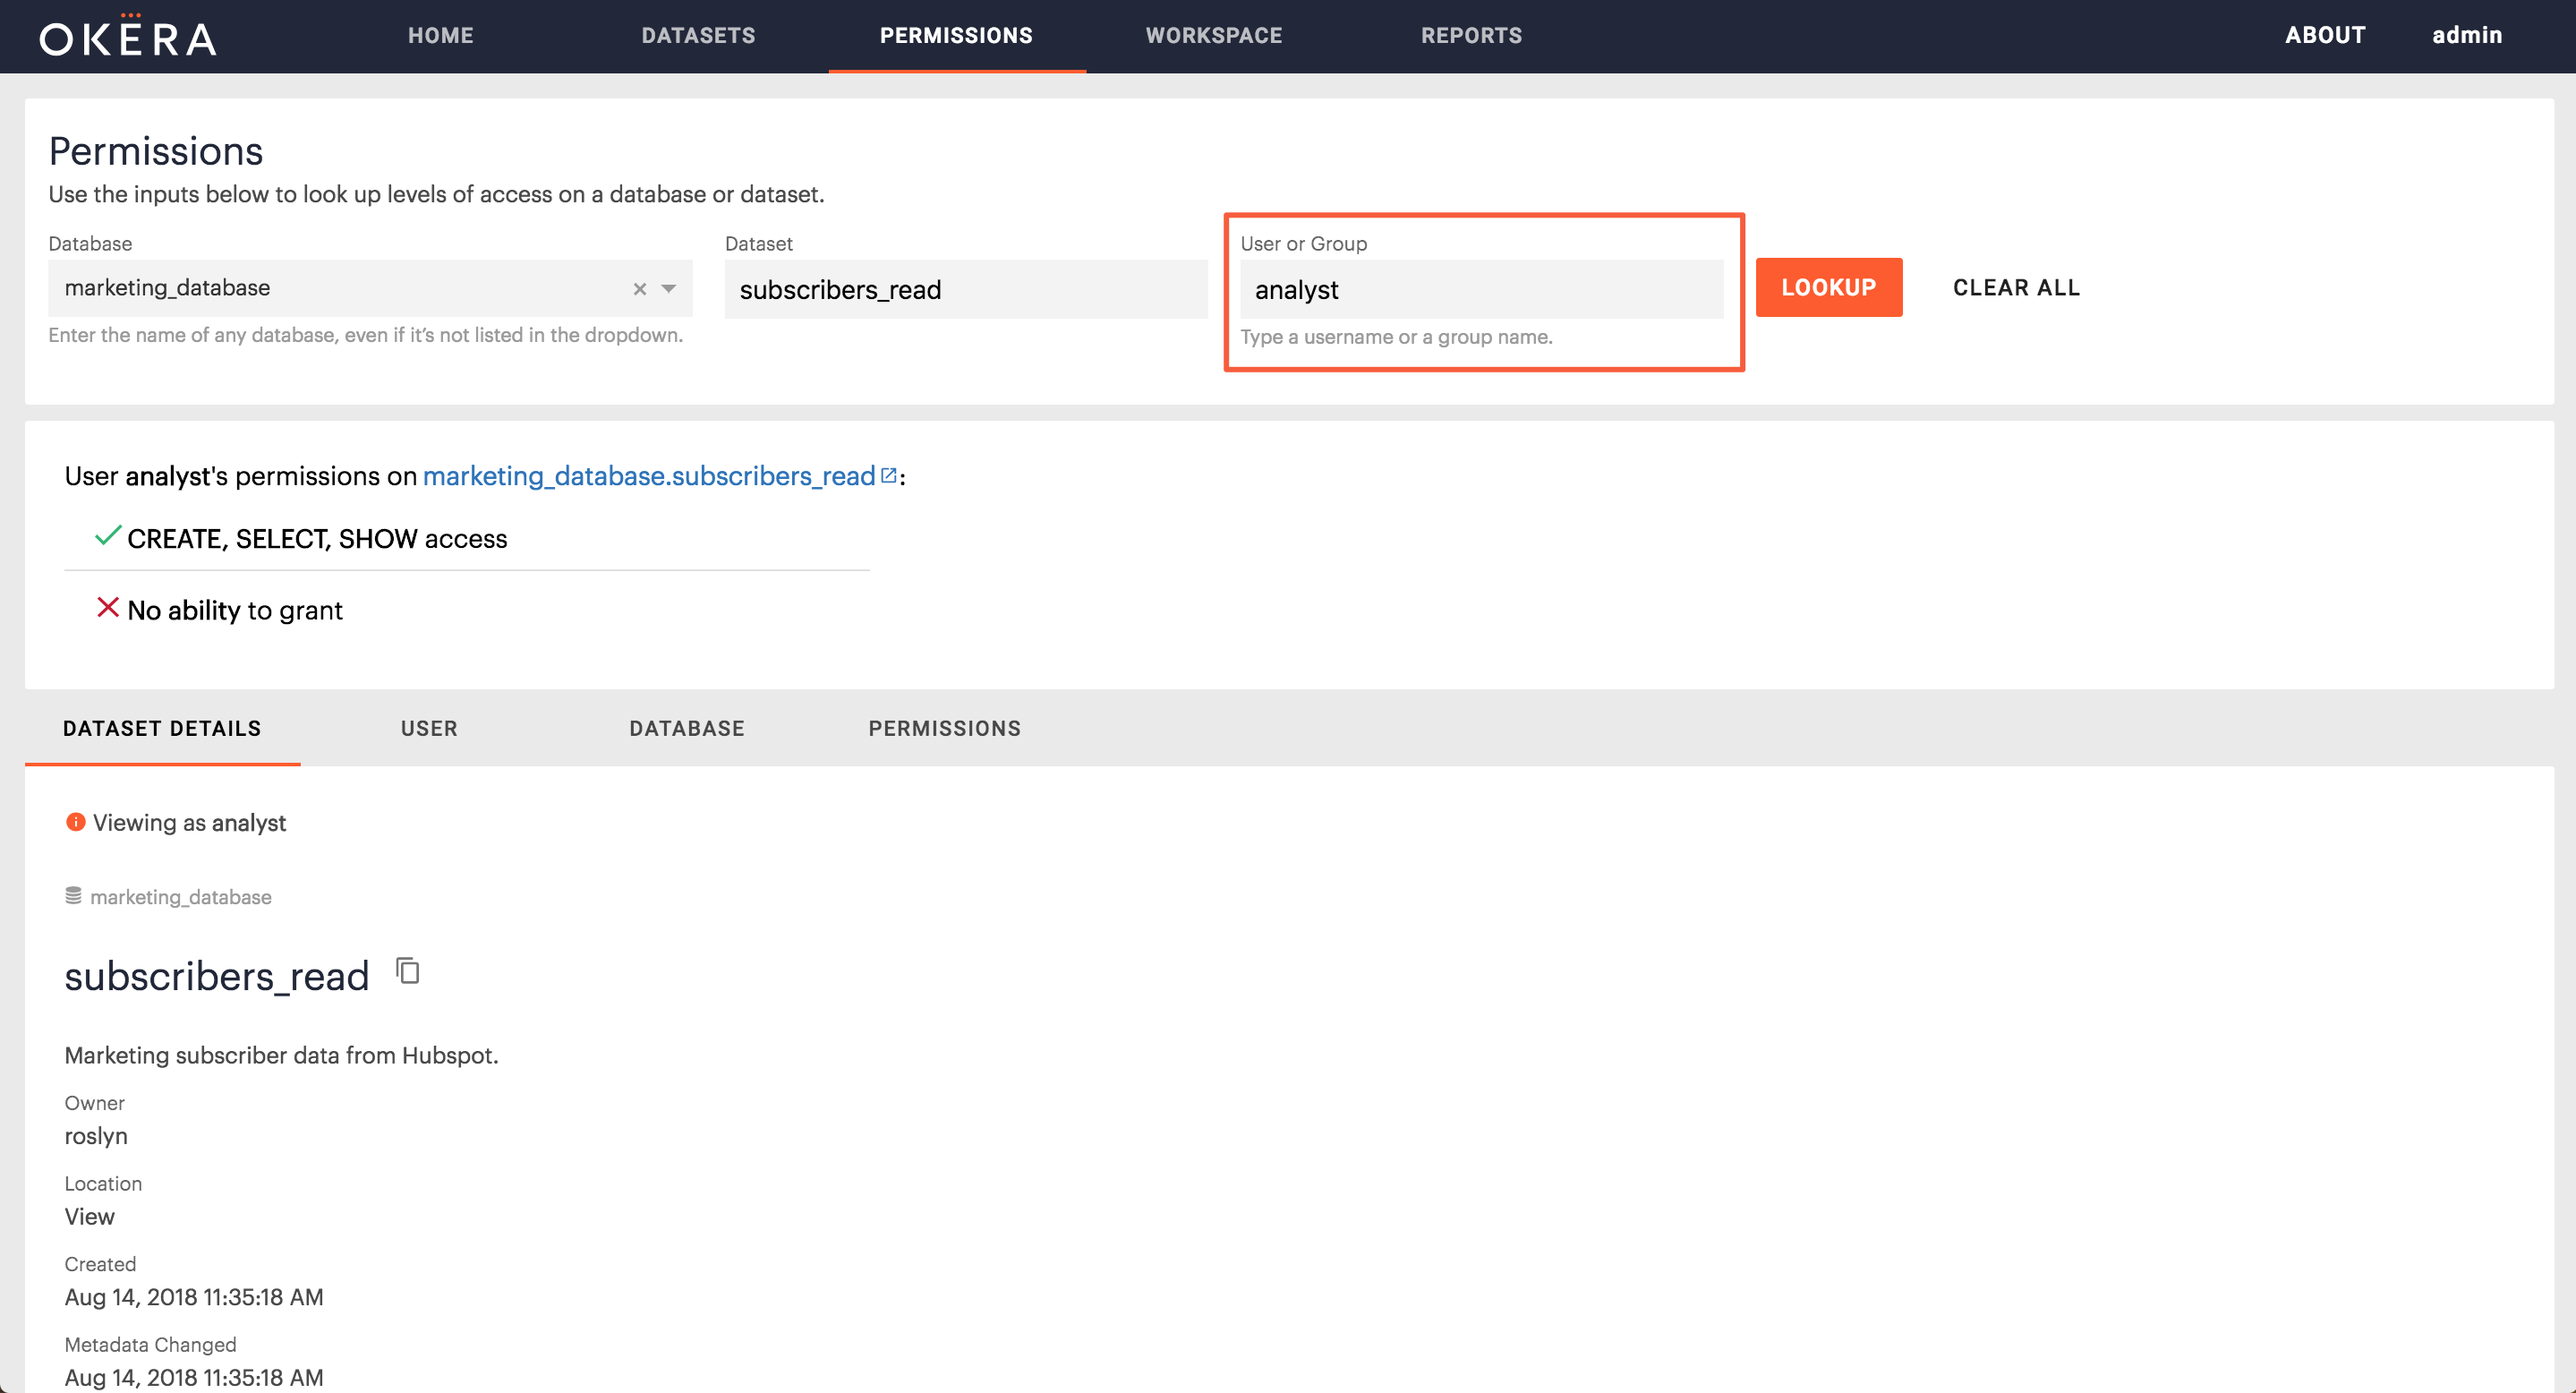 OKERA
HOME DATASETS PERMISSIONS WORKSPACE REPORTS ABOUT admin
Permissions
Use the inputs below to look up levels of access on a database or dataset.
Database Dataset User or Group
marketing_database × subscribers_read analyst LOOKUP CLEAR ALL
Enter the name of any database, even if it’s not listed in the dropdown. Type a username or a group name.
User analyst's permissions on marketing_database.subscribers_read :
CREATE, SELECT, SHOW access
No ability to grant
DATASET DETAILS USER DATABASE PERMISSIONS
Viewing as analyst
marketing_database
subscribers_read
Marketing subscriber data from Hubspot.
Owner
roslyn
Location
View
Created
Aug 14, 2018 11:35:18 AM
Metadata Changed
Aug 14, 2018 11:35:18 AM